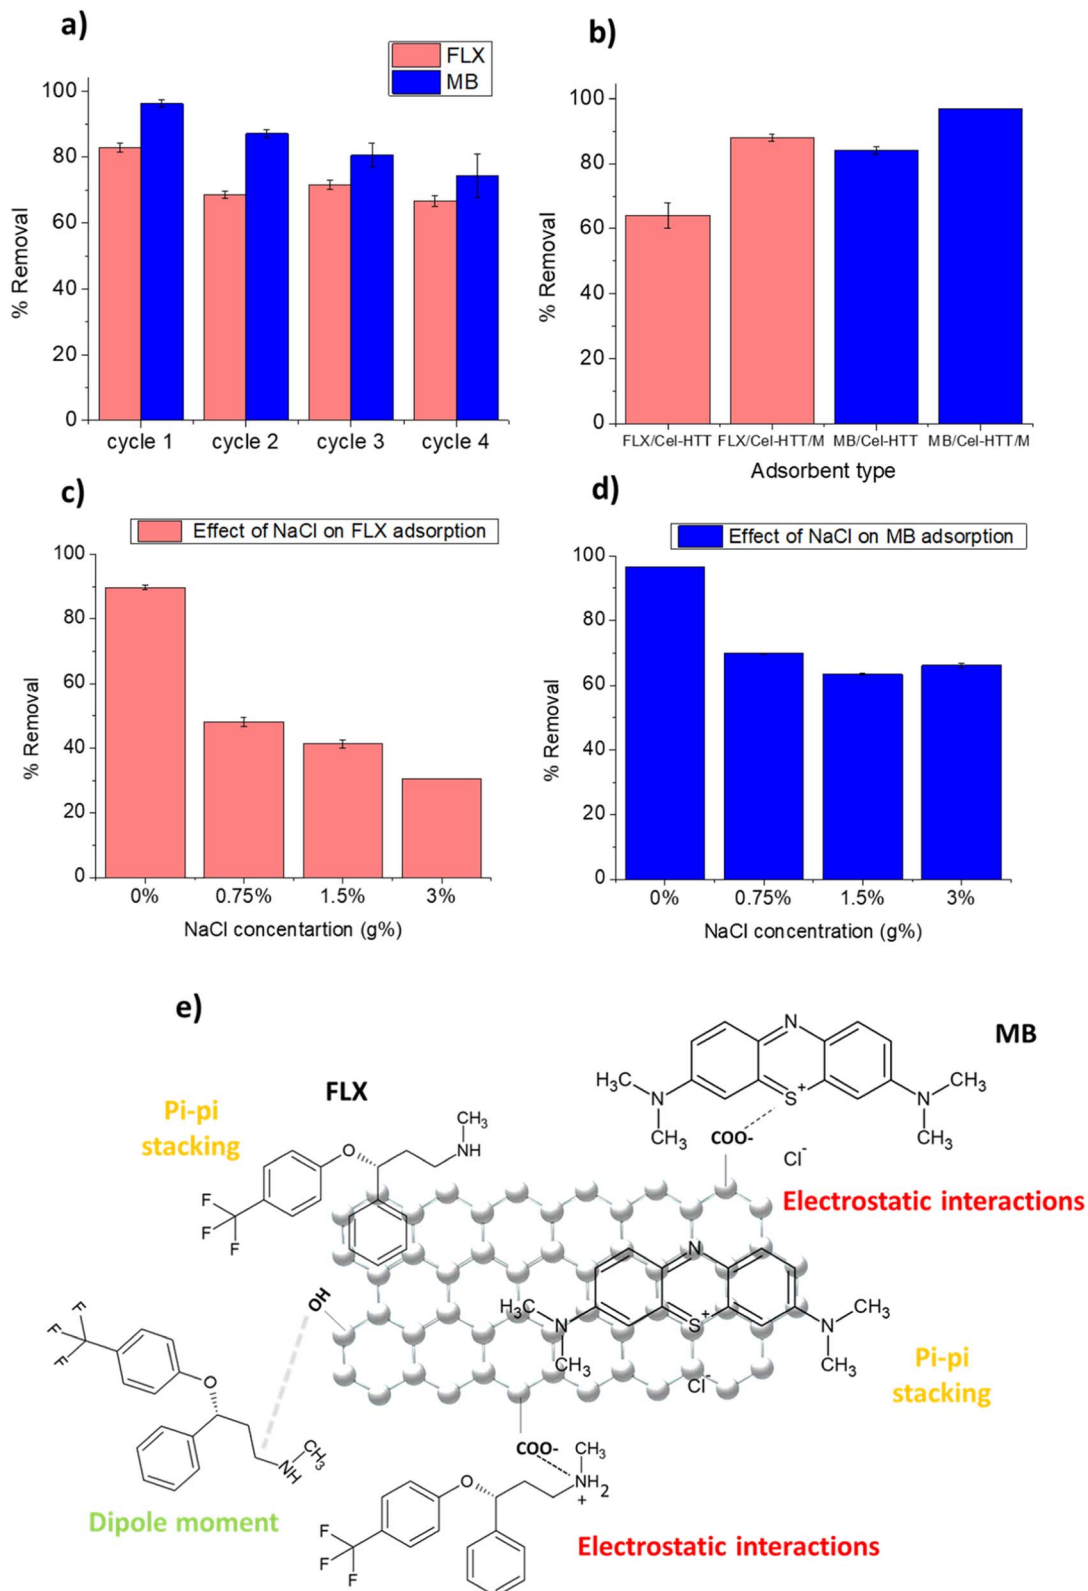 a)
FLX
MB
100
80
60
40
20
0
% Removal
cycle 1
cycle 2
cycle 3
cycle 4
b)
100
80
60
40
20
0
% Removal
FLX/Cel-HTT
FLX/Cel-HTT/M
MB/Cel-HTT
MB/Cel-HTT/M
Adsorbent type
c)
Effect of NaCl on FLX adsorption
100
80
60
40
20
0
% Removal
0%
0.75%
1.5%
3%
NaCl concentartion (g%)
d)
Effect of NaCl on MB adsorption
100
80
60
40
20
0
% Removal
0%
0.75%
1.5%
3%
NaCl concentration (g%)
e)
MB
N
H₃C
N
CH₃
S+
CH₃
N
CH₃
COO-
Cl-
Electrostatic interactions
FLX
Pi-pi
stacking
CH₃
NH
O
F
F
F
OH
N
H₃C
N
CH₃
S+
CH₃
N
CH₃
Cl-
Pi-pi
stacking
F
F
F
O
NH
CH₃
Dipole moment
COO-
CH₃
NH₂
+
O
F
F
F
Electrostatic interactions